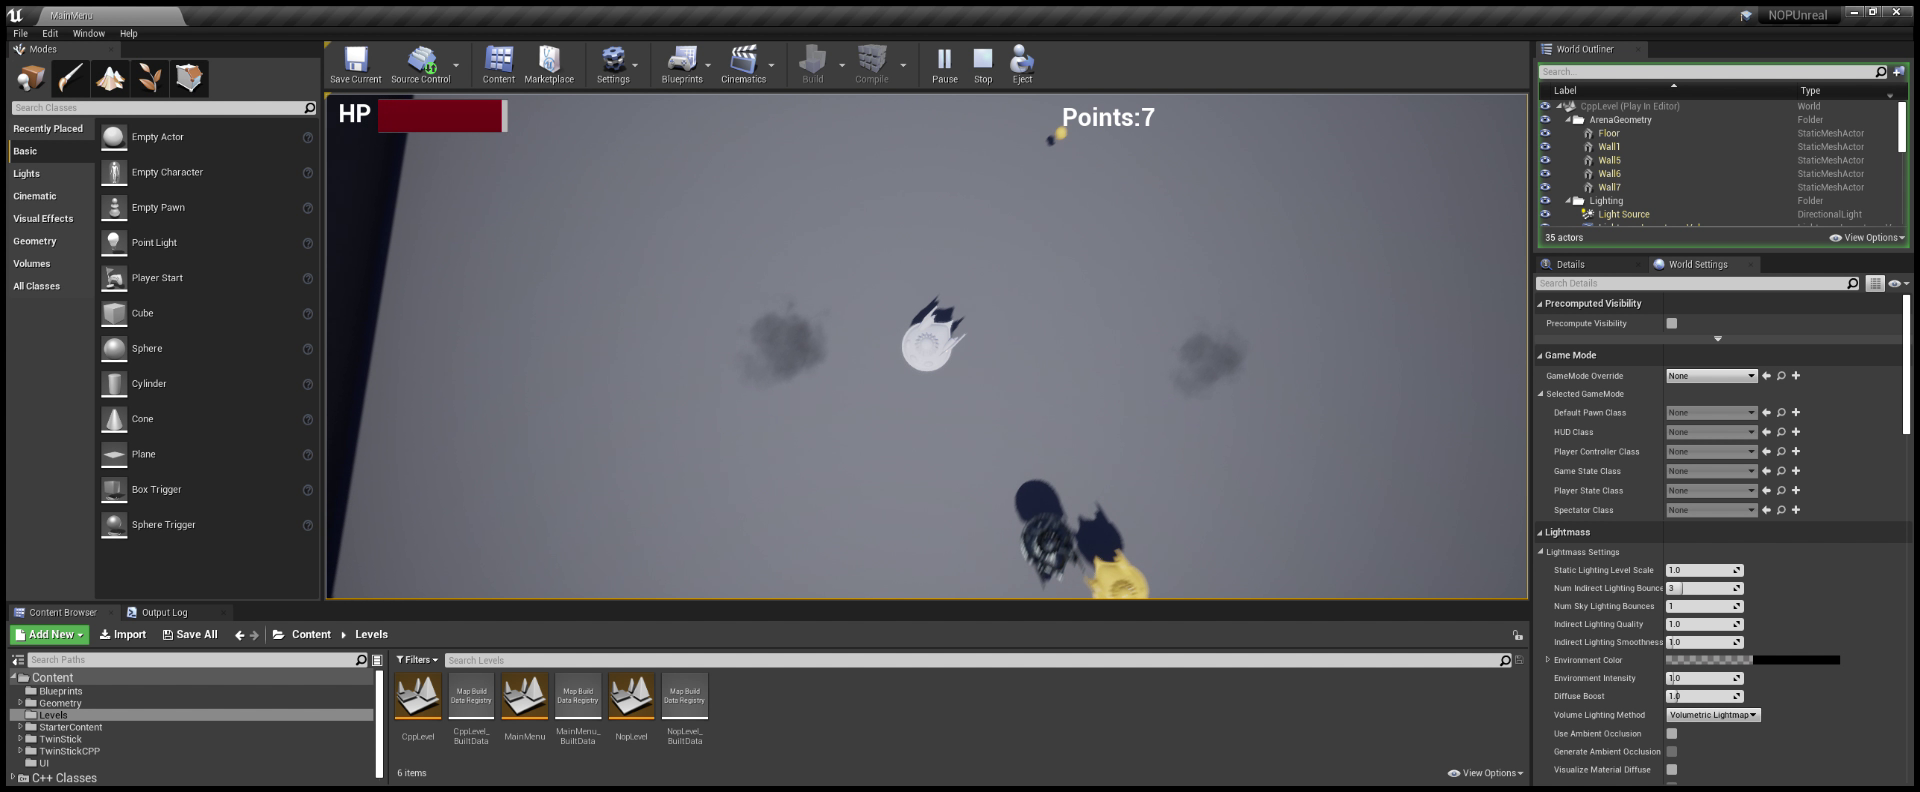 MainMenu
NOPUnreal
File Edit Window Help
Modes
Search Classes
Recently Placed
Basic
Lights
Cinematic
Visual Effects
Geometry
Volumes
All Classes
Empty Actor
Empty Character
Empty Pawn
Point Light
Player Start
Cube
Sphere
Cylinder
Cone
Plane
Box Trigger
Sphere Trigger
Save Current Source Control Content Marketplace Settings Blueprints Cinematics Build Compile Pause Stop Eject
HP
Points:7
World Outliner
Search...
Label Type
CppLevel (Play In Editor) World
ArenaGeometry Folder
Floor StaticMeshActor
Wall1 StaticMeshActor
Wall5 StaticMeshActor
Wall6 StaticMeshActor
Wall7 StaticMeshActor
Lighting Folder
Light Source DirectionalLight
35 actors View Options
Details World Settings
Search Details
Precomputed Visibility
Precompute Visibility
Game Mode
GameMode Override None
Selected GameMode
Default Pawn Class None
HUD Class None
Player Controller Class None
Game State Class None
Player State Class None
Spectator Class None
Lightmass
Lightmass Settings
Static Lighting Level Scale 1.0
Num Indirect Lighting Bounce 3
Num Sky Lighting Bounces 1
Indirect Lighting Quality 1.0
Indirect Lighting Smoothness 1.0
Environment Color
Environment Intensity 1.0
Diffuse Boost 1.0
Volume Lighting Method Volumetric Lightmap
Use Ambient Occlusion
Generate Ambient Occlusion
Visualize Material Diffuse
Content Browser Output Log
Add New Import Save All Content Levels
Search Paths
Content
Blueprints
Geometry
Levels
StarterContent
TwinStick
TwinStickCPP
UI
C++ Classes
Filters Search Levels
Map Build
Data Registry
Map Build
Data Registry
Map Build
Data Registry
CppLevel
CppLevel_
BuiltData
MainMenu
MainMenu_
BuiltData
NopLevel
NopLevel_
BuiltData
6 items View Options